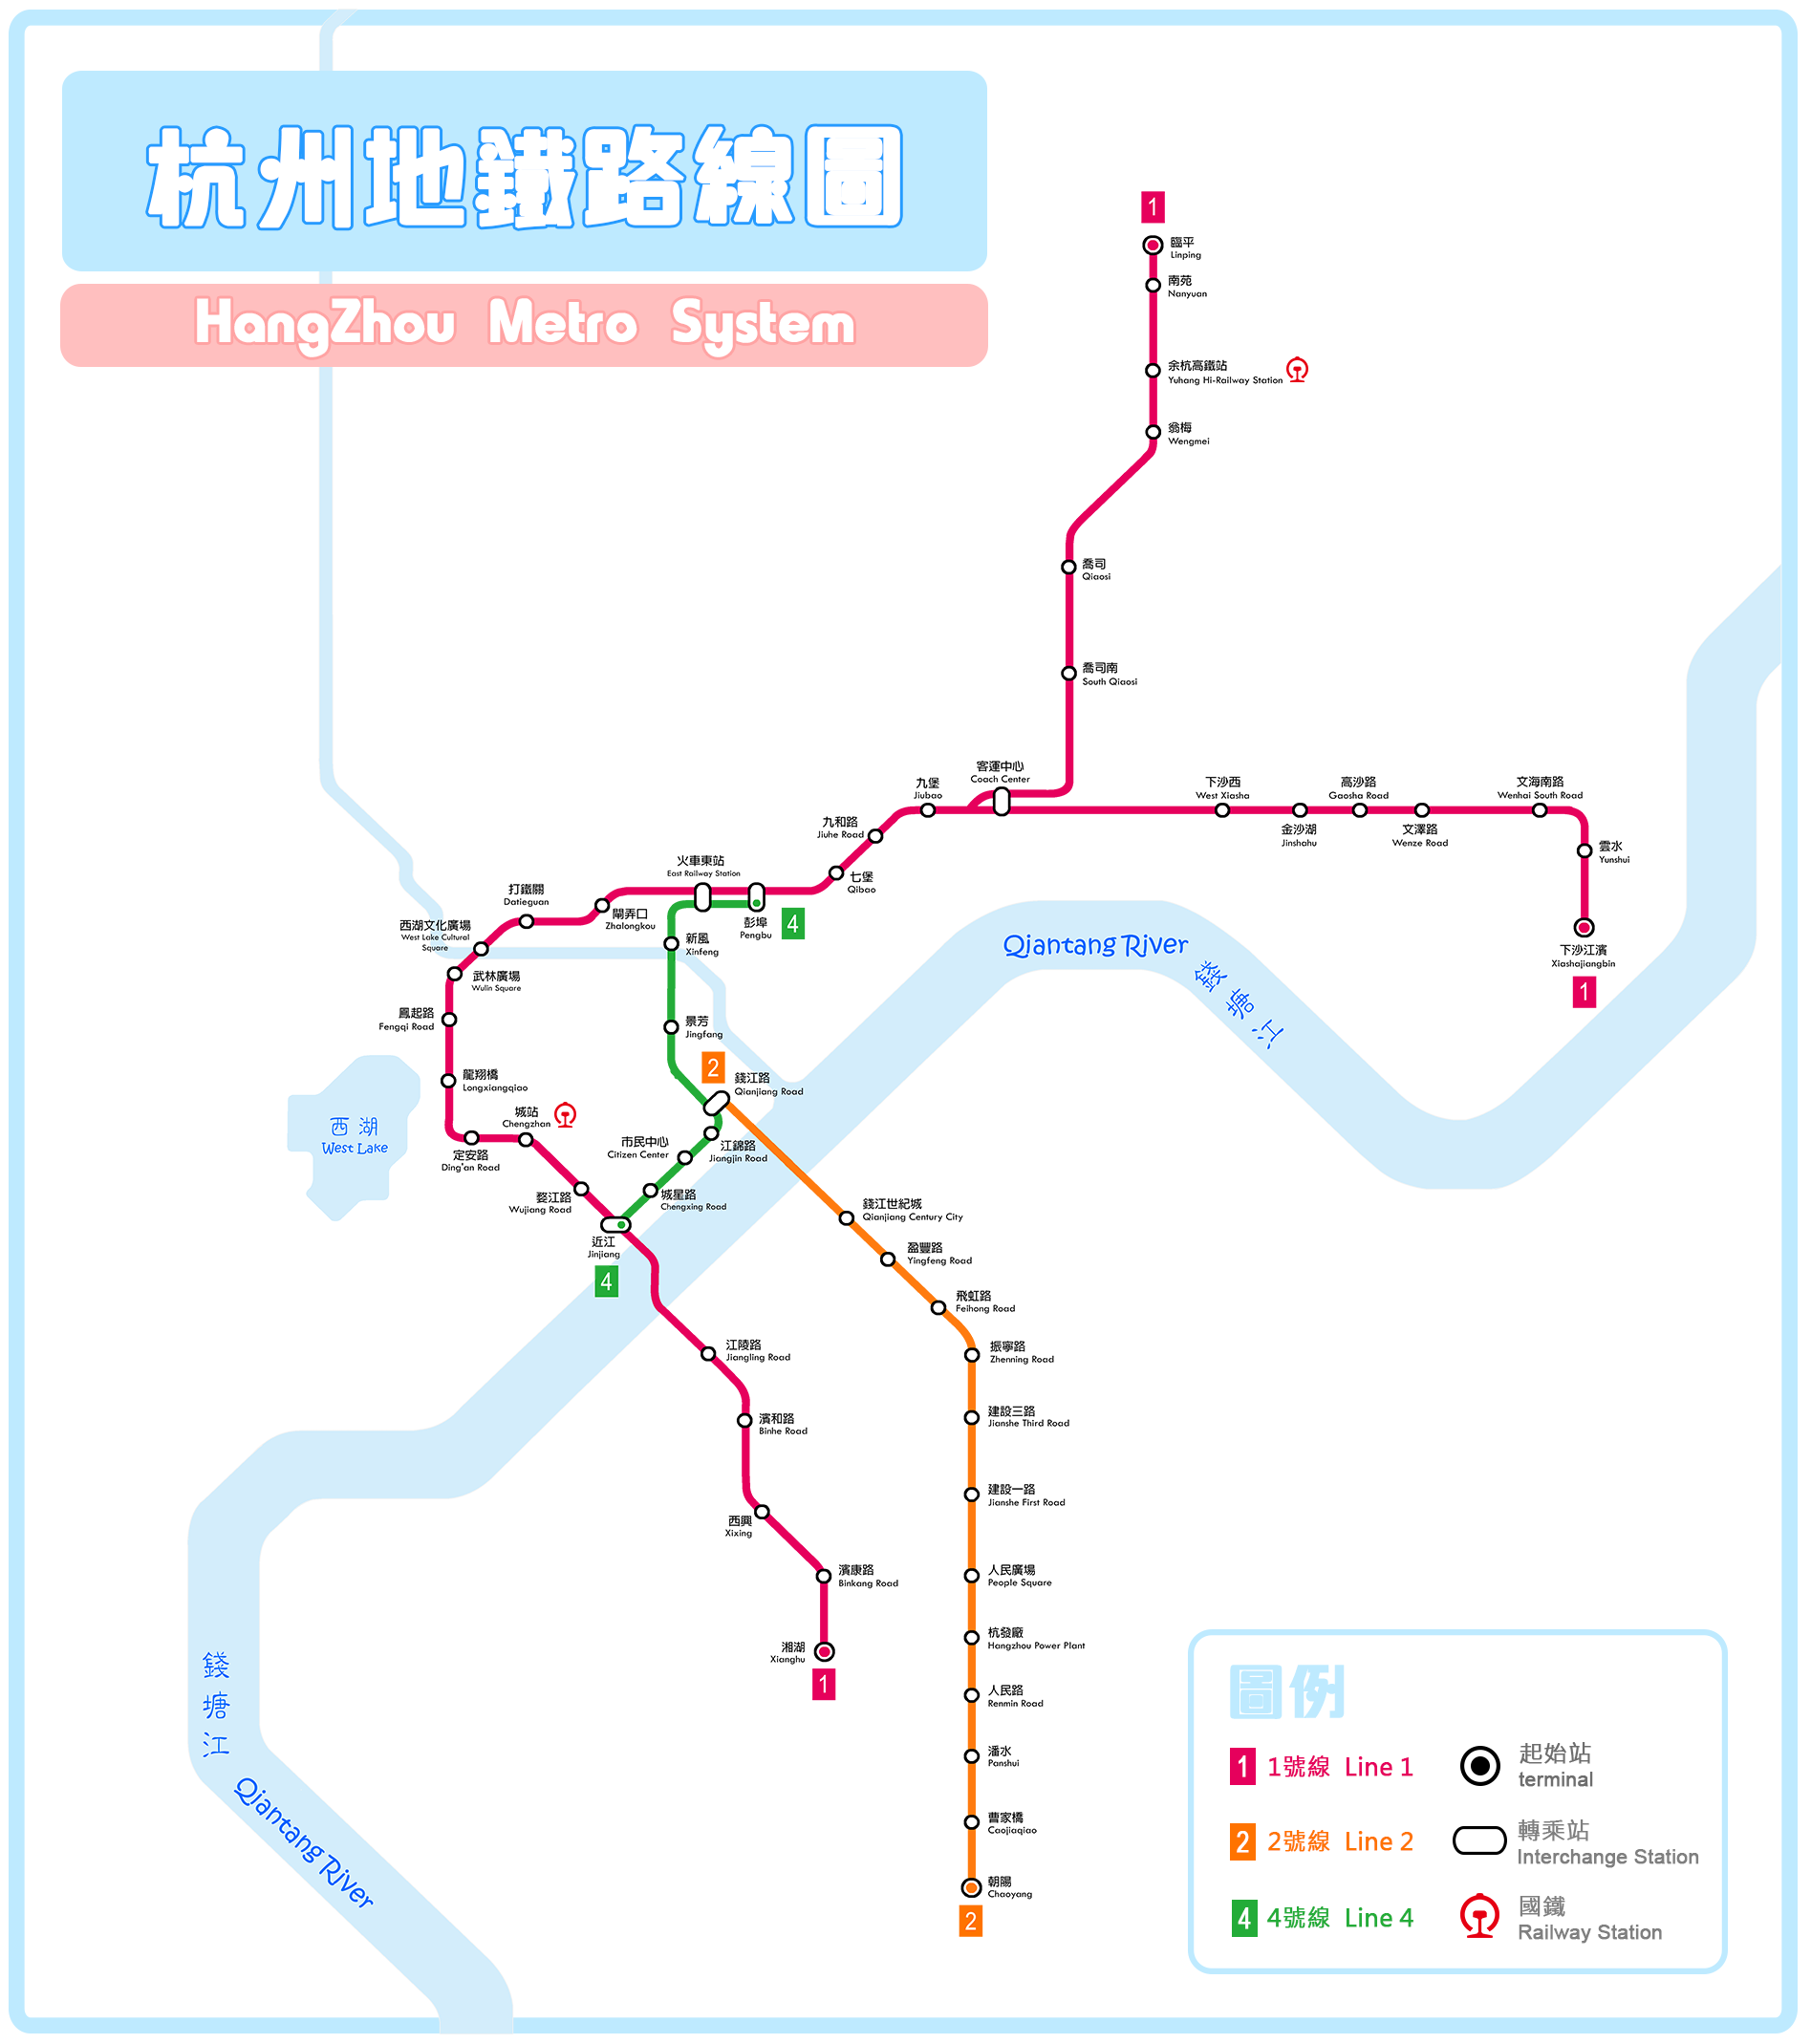 杭州地鐵路線圖
HangZhou Metro System
1
臨平
Linping
南苑
Nanyuan
余杭高鐵站
Yuhang Hi-Railway Station
翁梅
Wengmei
喬司
Qiaosi
喬司南
South Qiaosi
客運中心
Coach Center
九堡
Jiubao
下沙西
West Xiasha
金沙湖
Jinshahu
高沙路
Gaosha Road
文澤路
Wenze Road
文海南路
Wenhai South Road
雲水
Yunshui
下沙江濱
Xiashajiangbin
1
九和路
Jiuhe Road
七堡
Qibao
彭埠
Pengbu
4
火車東站
East Railway Station
閘弄口
Zhalongkou
打鐵關
Datieguan
西湖文化廣場
West Lake Cultural
Square
武林廣場
Wulin Square
鳳起路
Fengqi Road
龍翔橋
Longxiangqiao
定安路
Ding'an Road
城站
Chengzhan
婺江路
Wujiang Road
近江
Jinjiang
4
新風
Xinfeng
景芳
Jingfang
2
錢江路
Qianjiang Road
江錦路
Jiangjin Road
市民中心
Citizen Center
城星路
Chengxing Road
西湖
West Lake
Qiantang River
錢塘江
錢江世紀城
Qianjiang Century City
盈豐路
Yingfeng Road
飛虹路
Feihong Road
振寧路
Zhenning Road
建設三路
Jianshe Third Road
建設一路
Jianshe First Road
人民廣場
People Square
杭發廠
Hangzhou Power Plant
人民路
Renmin Road
潘水
Panshui
曹家橋
Caojiaqiao
朝陽
Chaoyang
2
江陵路
Jiangling Road
濱和路
Binhe Road
西興
Xixing
濱康路
Binkang Road
湘湖
Xianghu
1
錢塘江
Qiantang River
圖例
1 1號線 Line 1
2 2號線 Line 2
4 4號線 Line 4
起始站
terminal
轉乘站
Interchange Station
國鐵
Railway Station